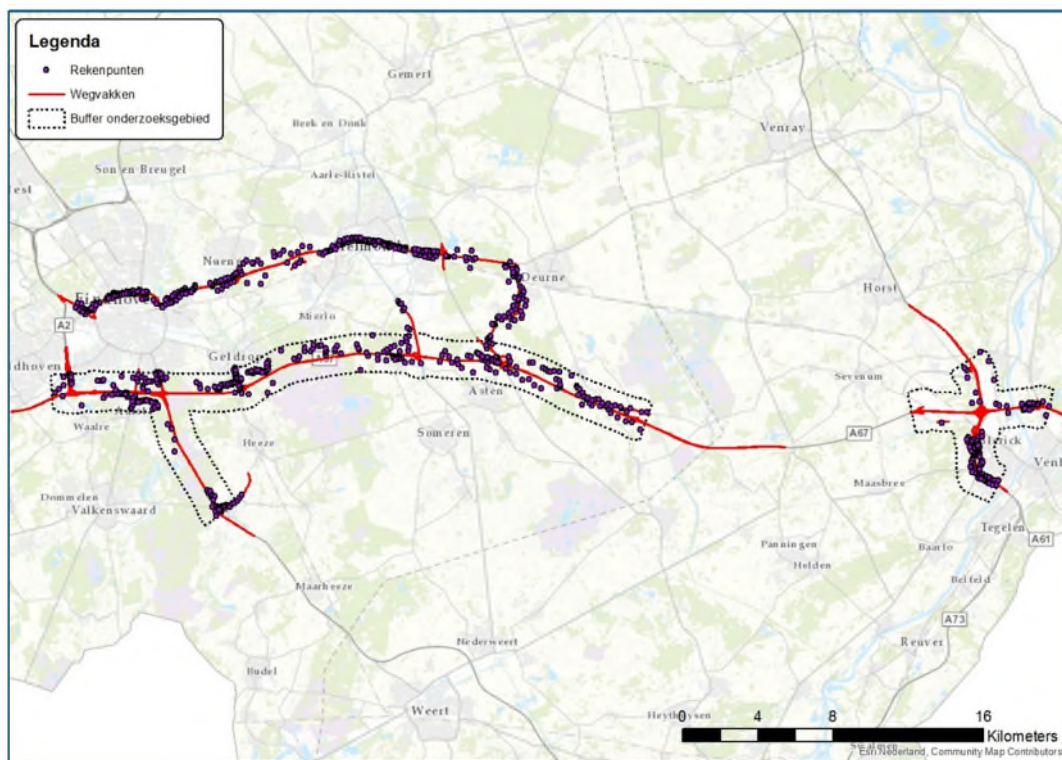 Legenda
Rekenpunten
Wegvakken
Buffer onderzoeksgebied
Gemert
Venray
Beek en Donk
Son en Breugel
Aarle-Rixtel
Nuenen
Deurne
Horst
A2
Mierlo
Geldrop
Sevenum
Asten
Waalre
Heeze
Someren
A67
Maasbree
Dommelen
Valkenswaard
Tegelen
Panningen
Helden
Baarlo
A61
Maarheeze
Belfeld
A73
Nederweert
Reuver
Budel
Weert
Heythuysen
0 4 8 16
Kilometers
Esri Nederland, Community Map Contributors